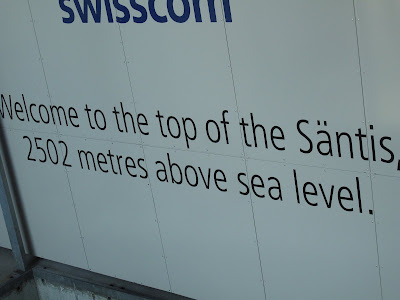 swisscom
Welcome to the top of the Säntis,
2502 metres above sea level.